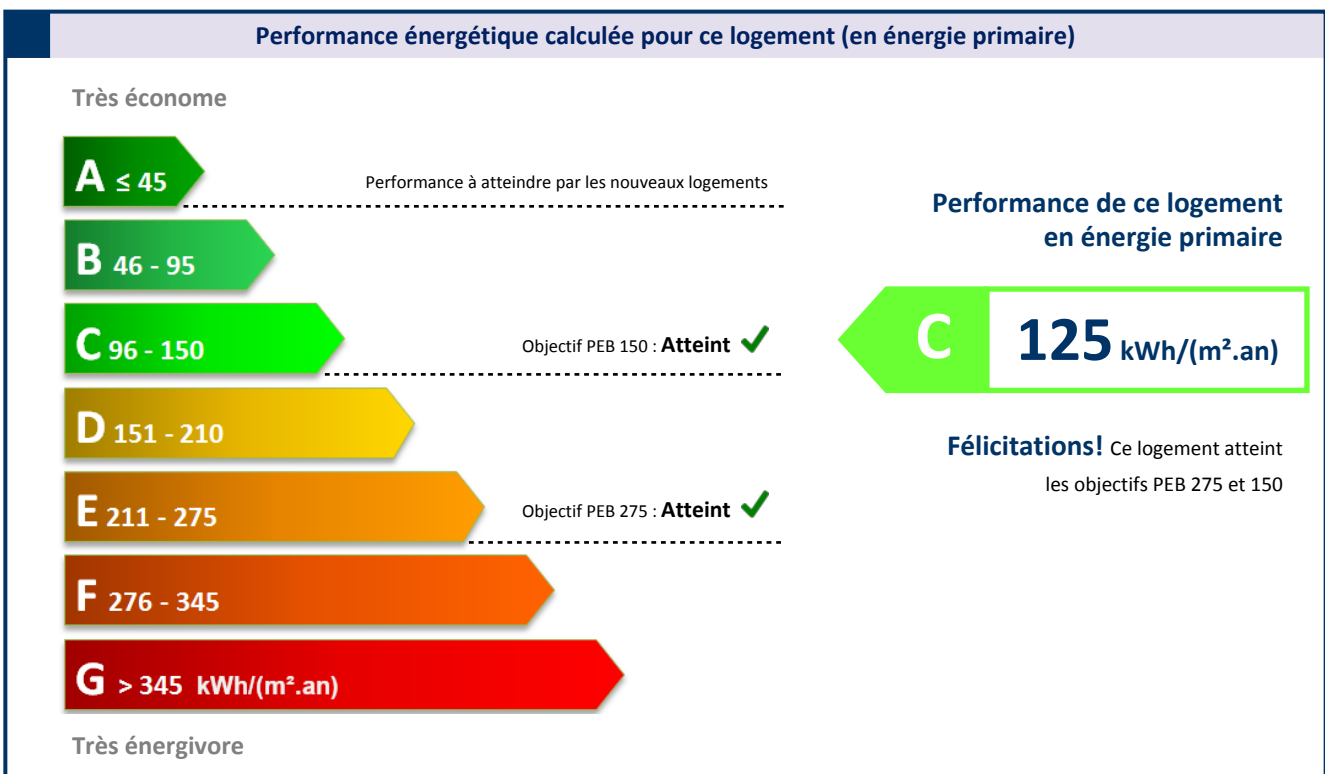 Performance énergétique calculée pour ce logement (en énergie primaire)
Très économe
A ≤ 45
Performance à atteindre par les nouveaux logements
B 46 - 95
C 96 - 150
Objectif PEB 150 : Atteint
D 151 - 210
E 211 - 275
Objectif PEB 275 : Atteint
F 276 - 345
G > 345 kWh/(m².an)
Très énergivore
Performance de ce logement
en énergie primaire
C 125 kWh/(m².an)
Félicitations! Ce logement atteint
les objectifs PEB 275 et 150